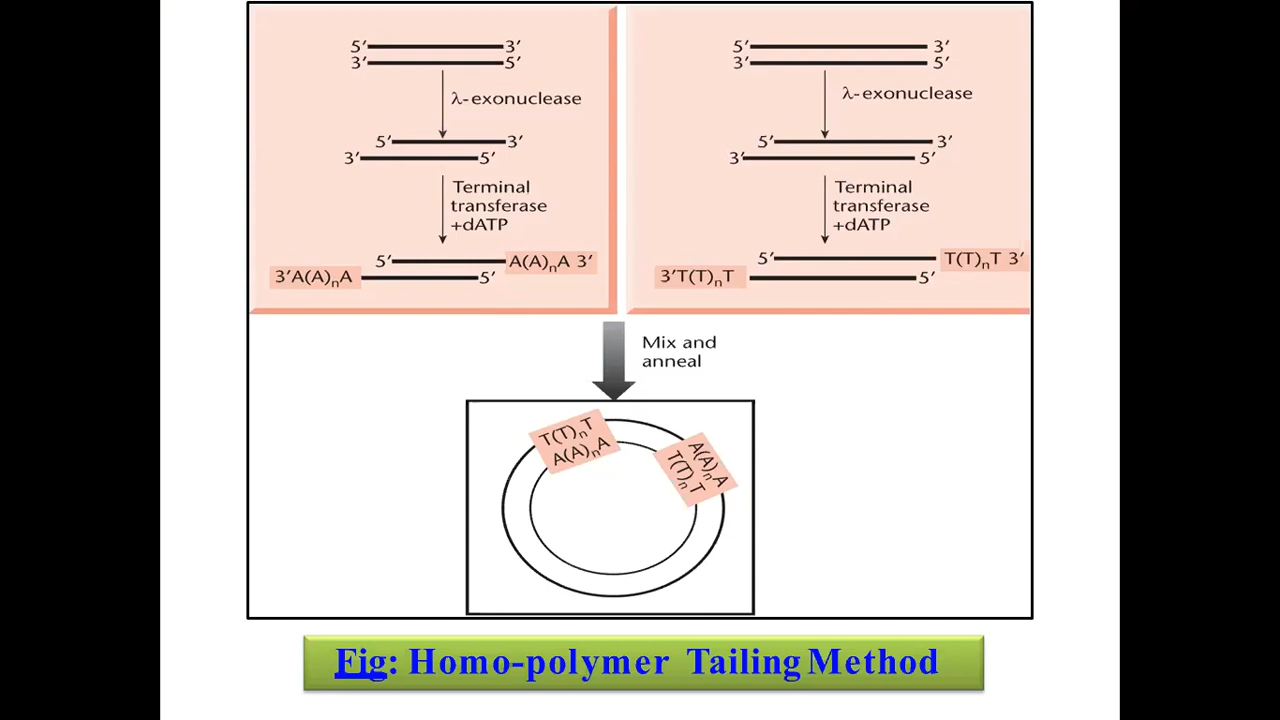 5′ 3′
3′ 5′
λ-exonuclease
5′ 3′
3′ 5′
Terminal
transferase
+dATP
5′ A(A)nA 3′
3′A(A)nA 5′
5′ 3′
3′ 5′
λ-exonuclease
5′ 3′
3′ 5′
Terminal
transferase
+dATP
5′ T(T)nT 3′
3′T(T)nT 5′
Mix and
anneal
T(T)nT
A(A)nA
A(A)nA
T(T)nT
Fig: Homo-polymer Tailing Method